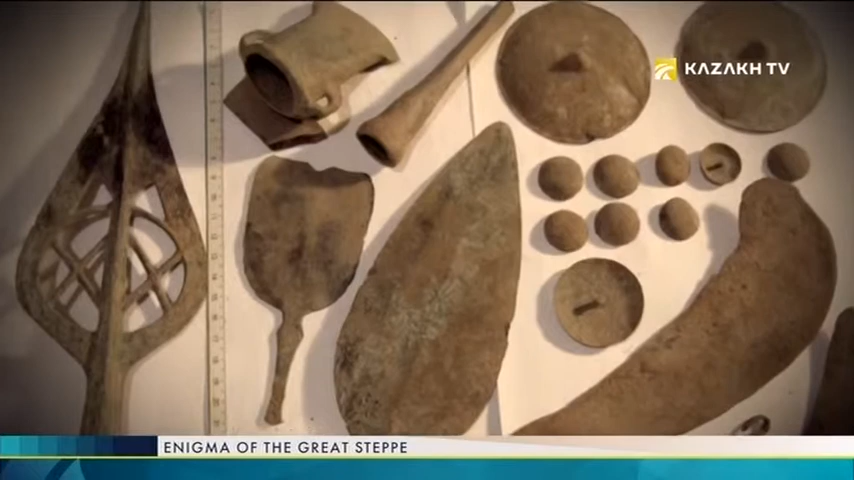 KAZAKH TV
ENIGMA OF THE GREAT STEPPE